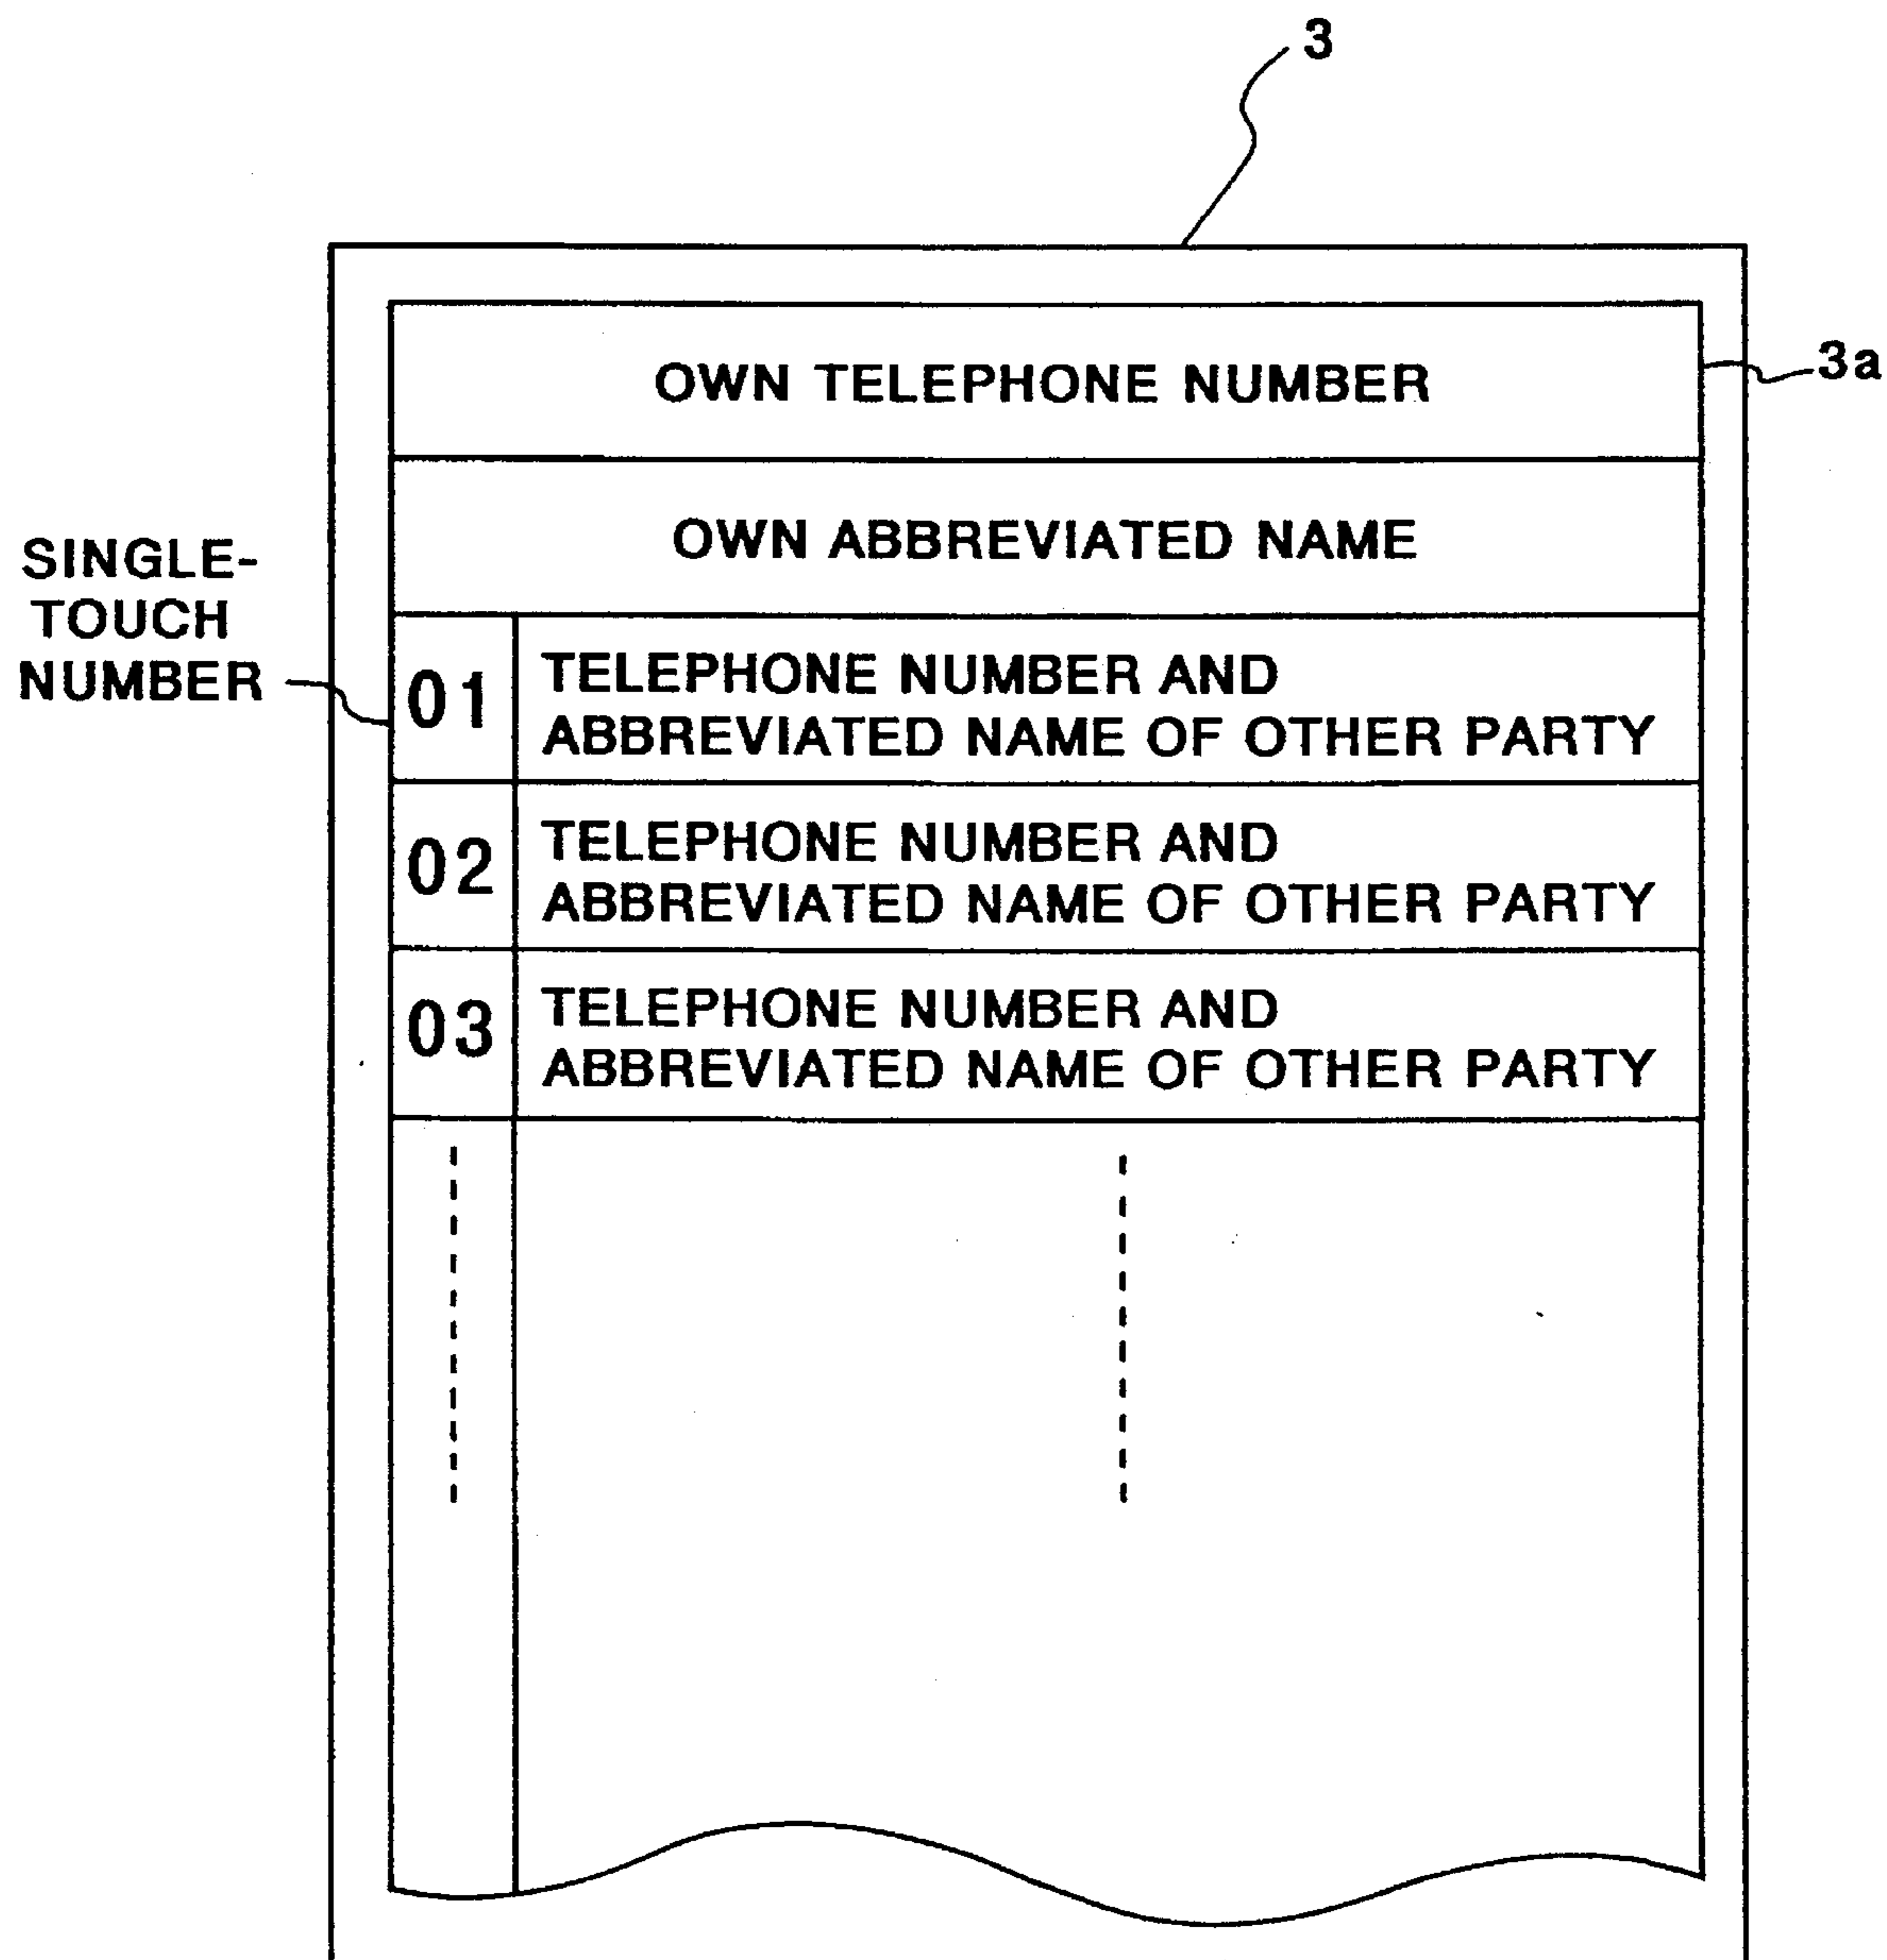 3
OWN TELEPHONE NUMBER
3a
OWN ABBREVIATED NAME
SINGLE-
TOUCH
NUMBER
01
TELEPHONE NUMBER AND
ABBREVIATED NAME OF OTHER PARTY
02
TELEPHONE NUMBER AND
ABBREVIATED NAME OF OTHER PARTY
03
TELEPHONE NUMBER AND
ABBREVIATED NAME OF OTHER PARTY